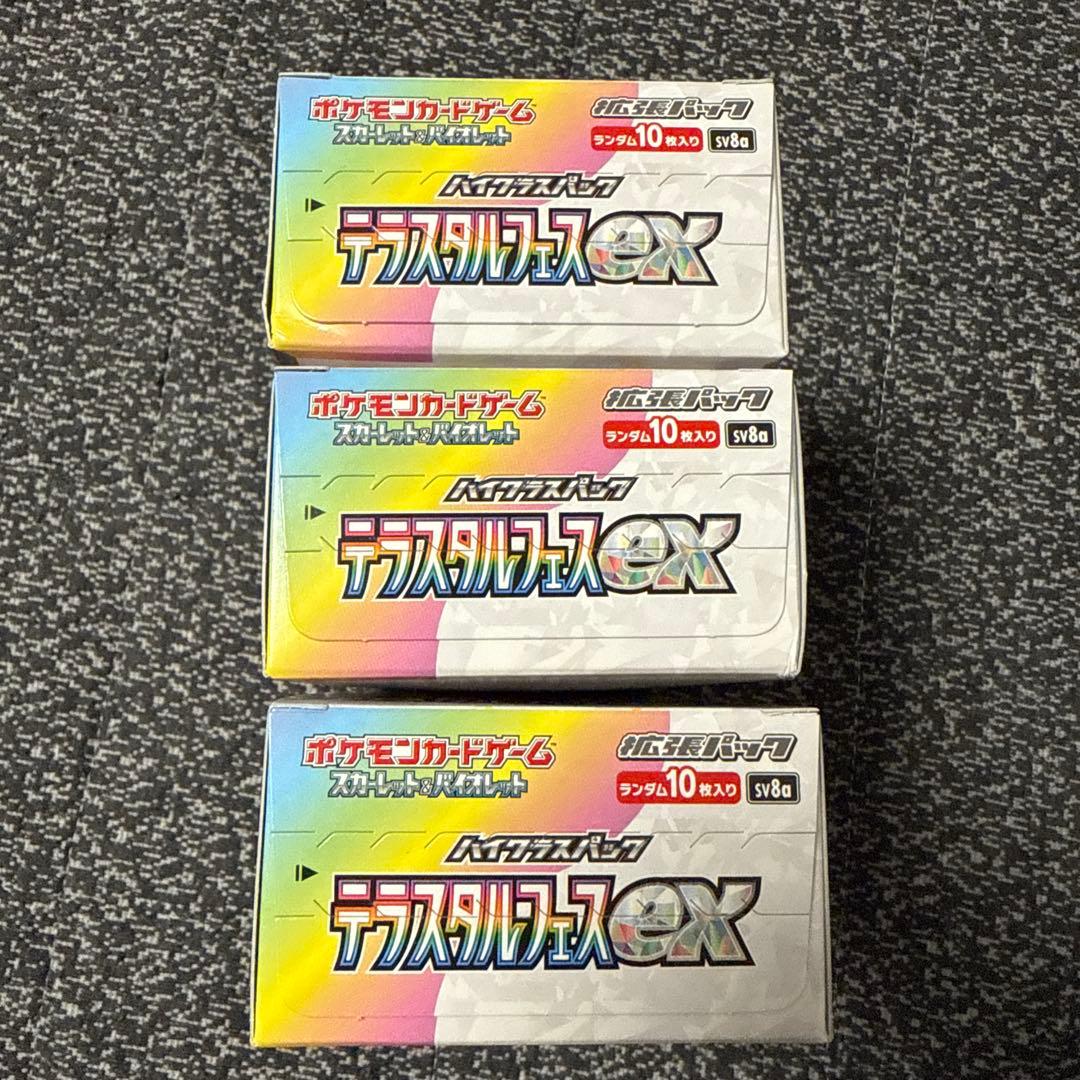 ポケモンカードゲーム™
スカーレット&バイオレット
拡張パック
ランダム10枚入り sv8a
ハイクラスパック
テラスタルフェスex
ポケモンカードゲーム
スカーレット&バイオレット
拡張パック
ランダム10枚入り sv8a
ハイクラスパック
テラスタルフェスex
ポケモンカードゲーム™
スカーレット&バイオレット
拡張パック
ランダム10枚入り sv8a
ハイクラスパック
テラスタルフェスex